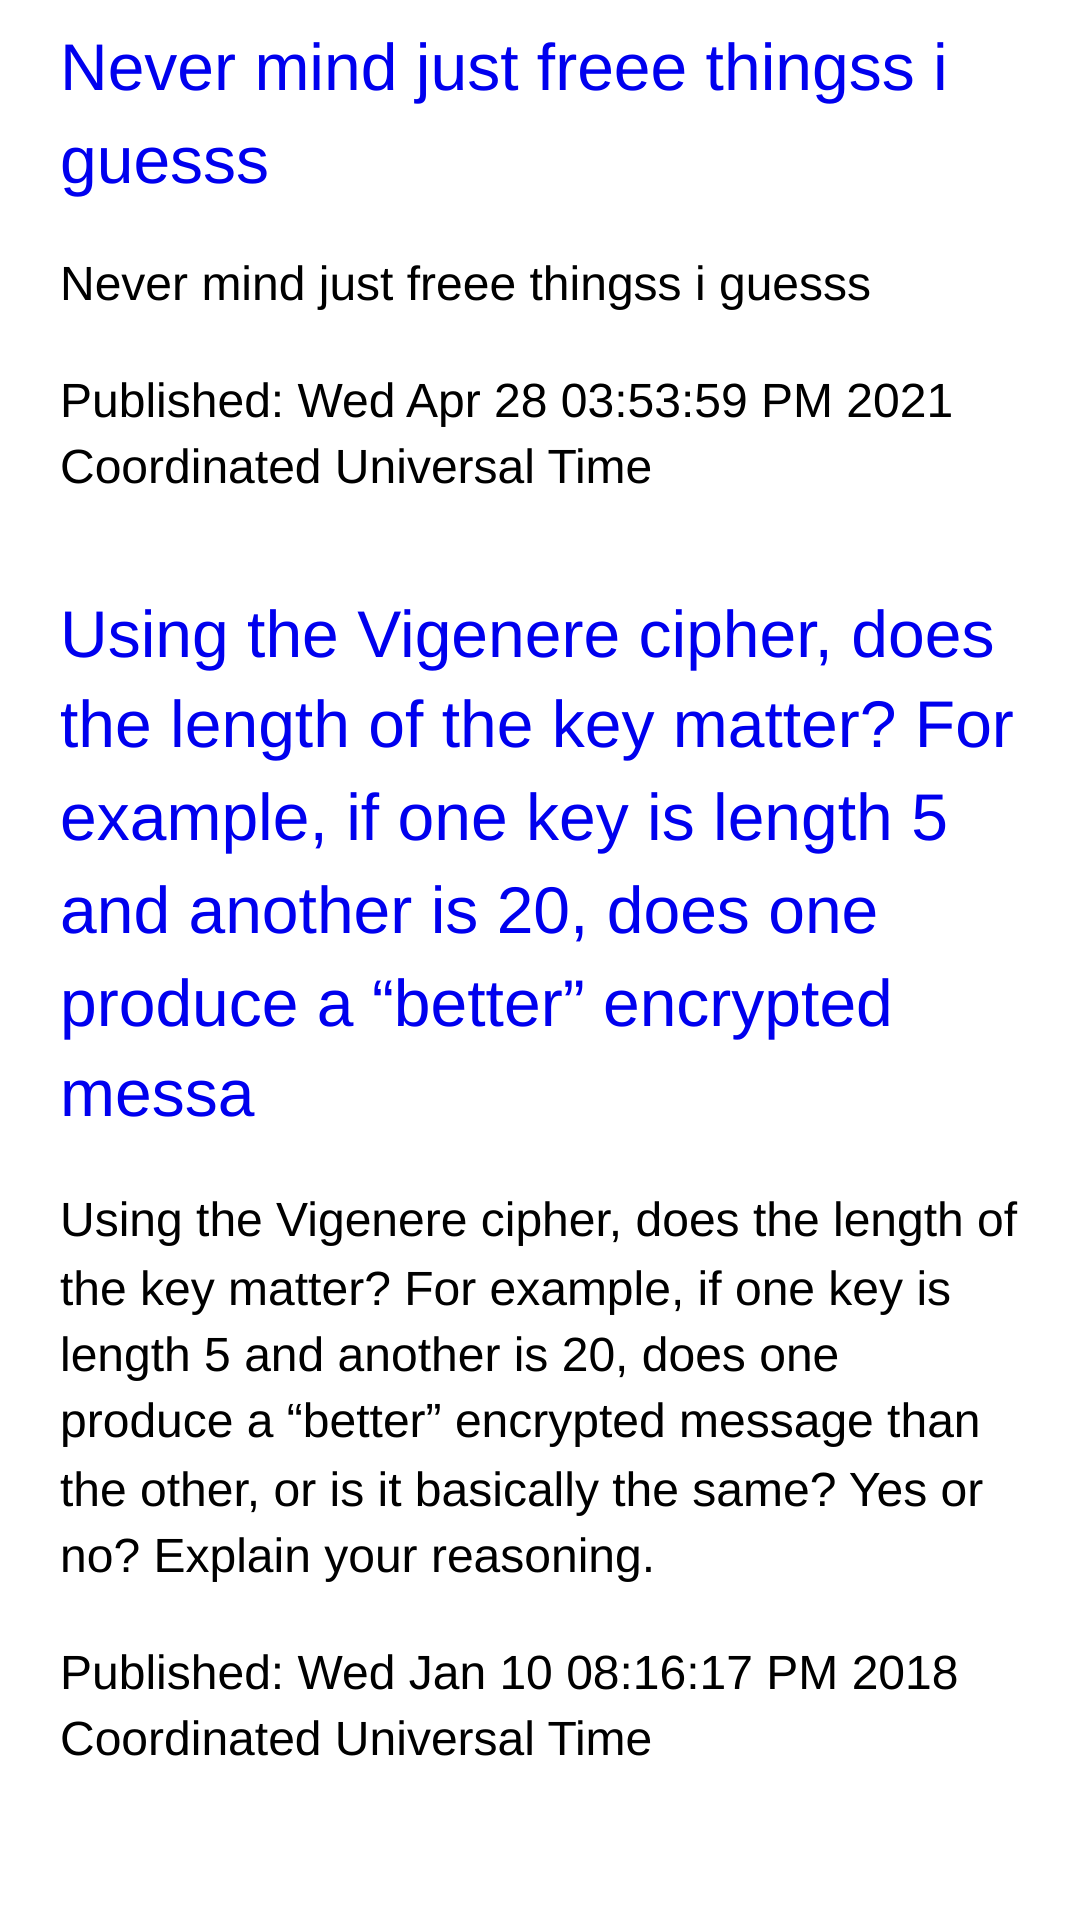 Never mind just freee thingss i
guesss
Never mind just freee thingss i guesss
Published: Wed Apr 28 03:53:59 PM 2021
Coordinated Universal Time
Using the Vigenere cipher, does
the length of the key matter? For
example, if one key is length 5
and another is 20, does one
produce a “better” encrypted
messa
Using the Vigenere cipher, does the length of
the key matter? For example, if one key is
length 5 and another is 20, does one
produce a “better” encrypted message than
the other, or is it basically the same? Yes or
no? Explain your reasoning.
Published: Wed Jan 10 08:16:17 PM 2018
Coordinated Universal Time